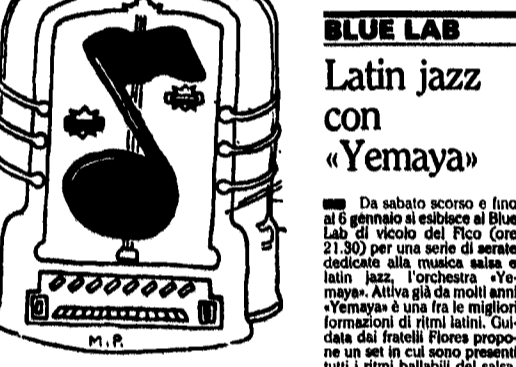 BLUE LAB
Latin jazz
con
«Yemaya»
Da sabato scorso e fino
al 6 gennaio si esibisce al Blue
Lab di vicolo del Fico (ore
21.30) per una serie di serate
dedicate alla musica salsa e
latin jazz, l'orchestra «Ye-
maya». Attiva già da molti anni
«Yemaya» è una fra le migliori
formazioni di ritmi latini. Gui-
data dai fratelli Flores propo-
ne un set in cui sono presenti
tutti i ritmi ballabili del salsa,
M.P.